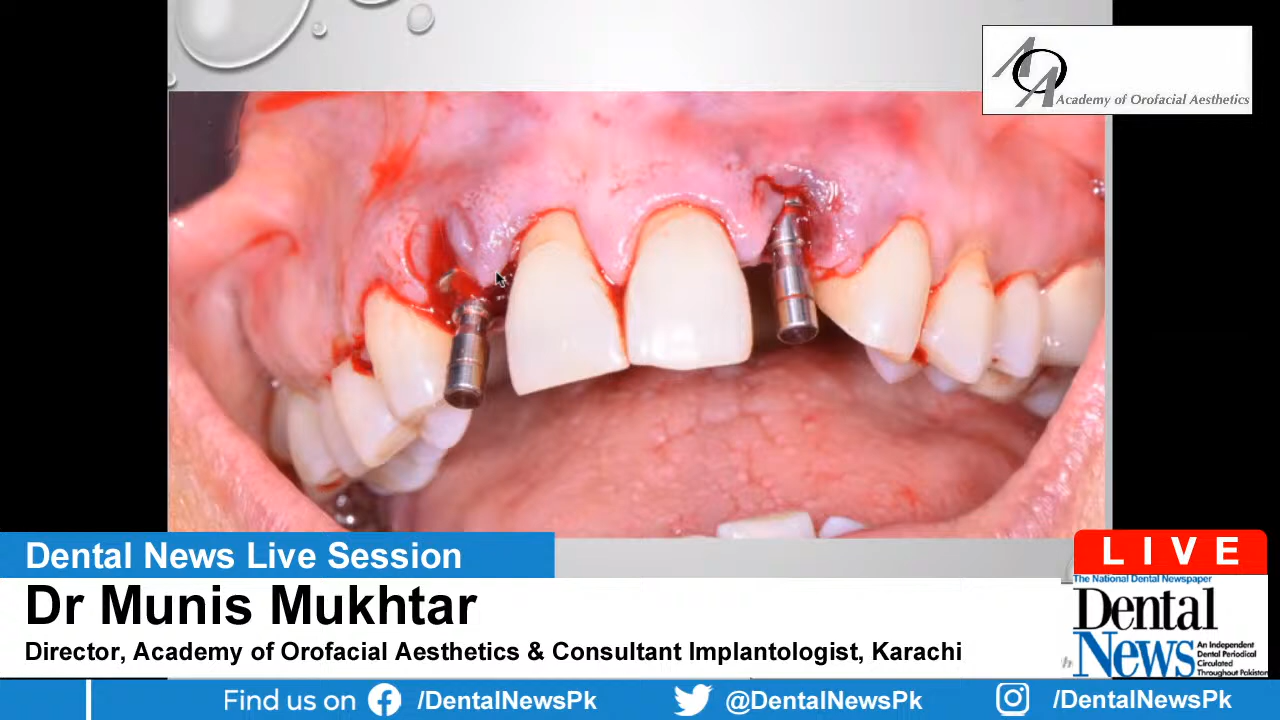 AOA
Academy of Orofacial Aesthetics
Dental News Live Session
Dr Munis Mukhtar
Director, Academy of Orofacial Aesthetics & Consultant Implantologist, Karachi
LIVE
The National Dental Newspaper
Dental
News
An Independent
Dental Periodical
Circulated
Throughout Pakistan
Find us on
/DentalNewsPk
@DentalNewsPk
/DentalNewsPk